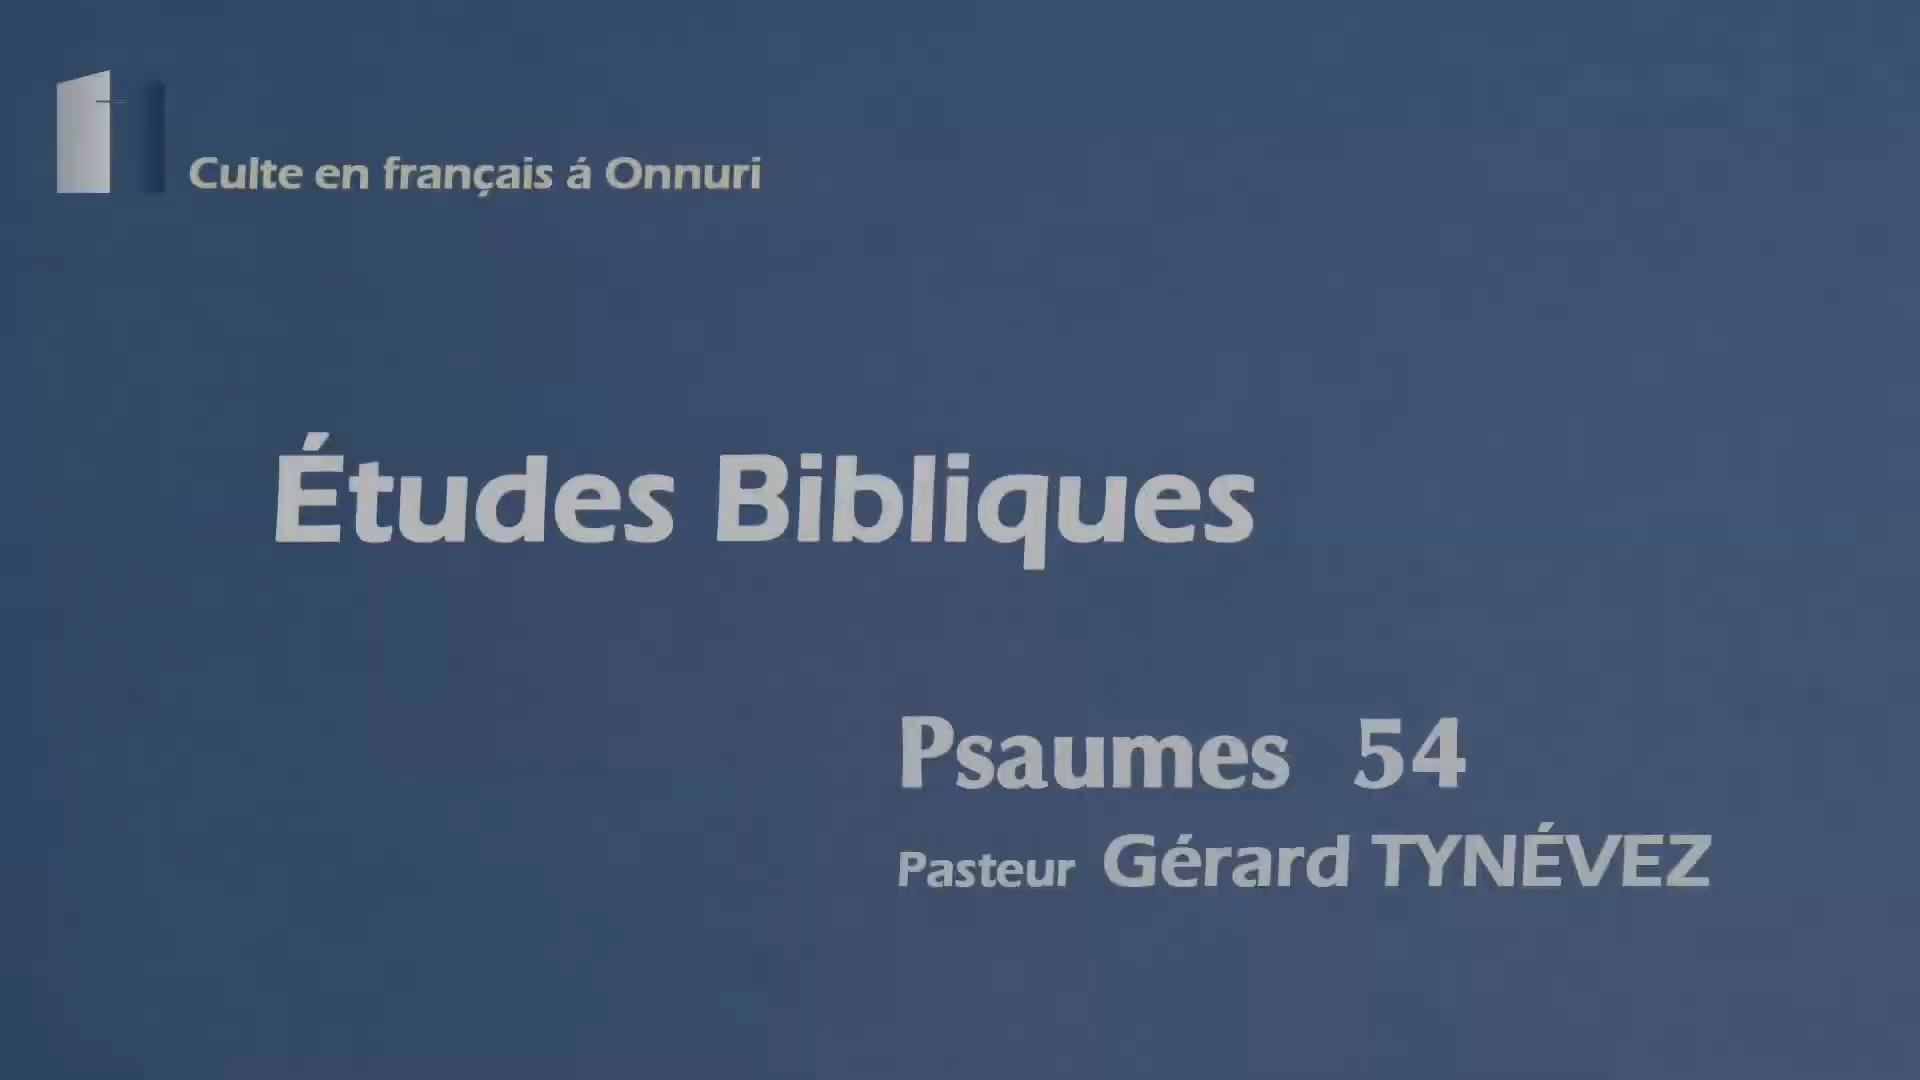 Culte en français á Onnuri
Études Bibliques
Psaumes 54
Pasteur Gérard TYNÉVEZ